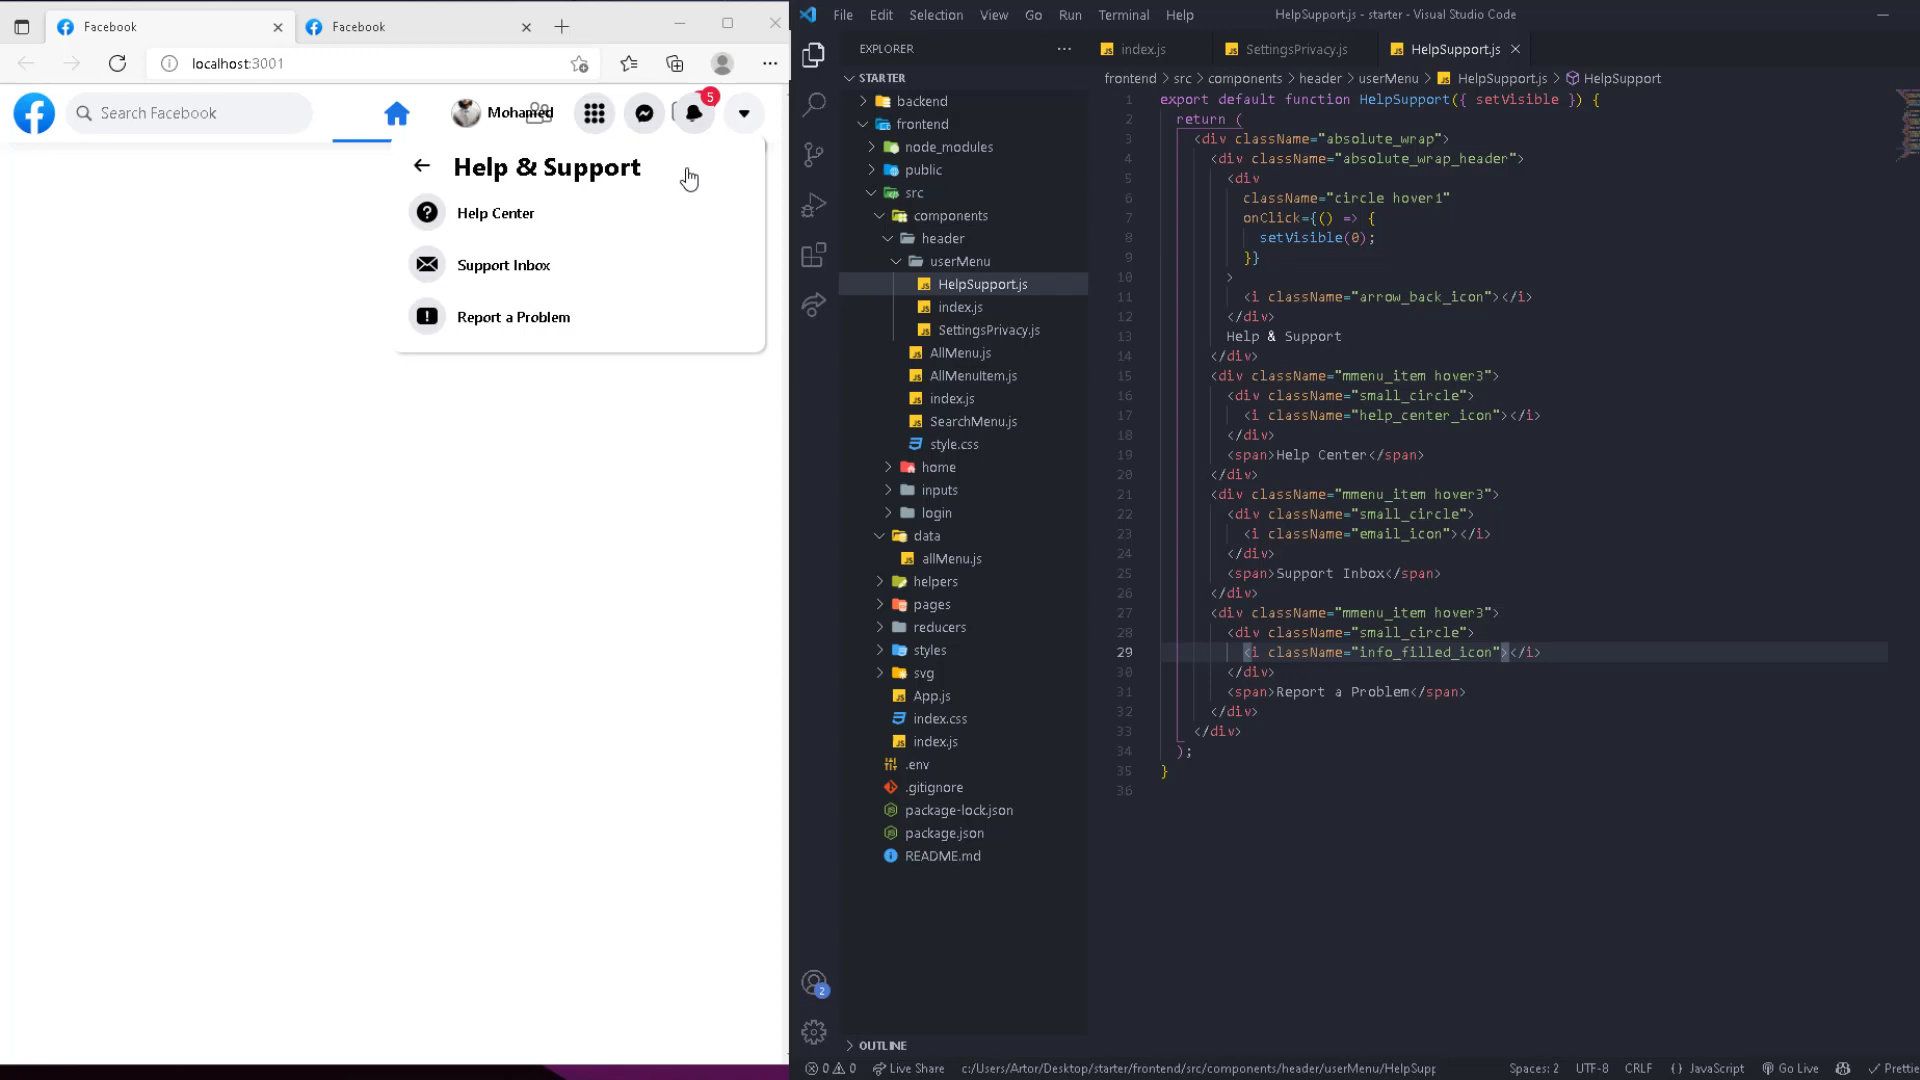 Facebook
Facebook
localhost:3001
Search Facebook
Mohamed
5
Help & Support
Help Center
Support Inbox
Report a Problem
File Edit Selection View Go Run Terminal Help
HelpSupport.js - starter - Visual Studio Code
EXPLORER
index.js
SettingsPrivacy.js
HelpSupport.js
STARTER
frontend > src > components > header > userMenu > HelpSupport.js > HelpSupport
backend
frontend
node_modules
public
src
components
header
userMenu
HelpSupport.js
index.js
SettingsPrivacy.js
AllMenu.js
AllMenuItem.js
index.js
SearchMenu.js
style.css
home
inputs
login
data
allMenu.js
helpers
pages
reducers
styles
svg
App.js
index.css
index.js
.env
.gitignore
package-lock.json
package.json
README.md
OUTLINE
1 export default function HelpSupport({ setVisible }) {
2 return (
3 <div className="absolute_wrap">
4 <div className="absolute_wrap_header">
5 <div
6 className="circle hover1"
7 onClick={() => {
8 setVisible(0);
9 }}
10 >
11 <i className="arrow_back_icon"></i>
12 </div>
13 Help & Support
14 </div>
15 <div className="mmenu_item hover3">
16 <div className="small_circle">
17 <i className="help_center_icon"></i>
18 </div>
19 <span>Help Center</span>
20 </div>
21 <div className="mmenu_item hover3">
22 <div className="small_circle">
23 <i className="email_icon"></i>
24 </div>
25 <span>Support Inbox</span>
26 </div>
27 <div className="mmenu_item hover3">
28 <div className="small_circle">
29 <i className="info_filled_icon"></i>
30 </div>
31 <span>Report a Problem</span>
32 </div>
33 </div>
34 );
35 }
36
2
0 0 Live Share c:/Users/Artor/Desktop/starter/frontend/src/components/header/userMenu/HelpSupp
Spaces: 2 UTF-8 CRLF {} JavaScript Go Live Prettie